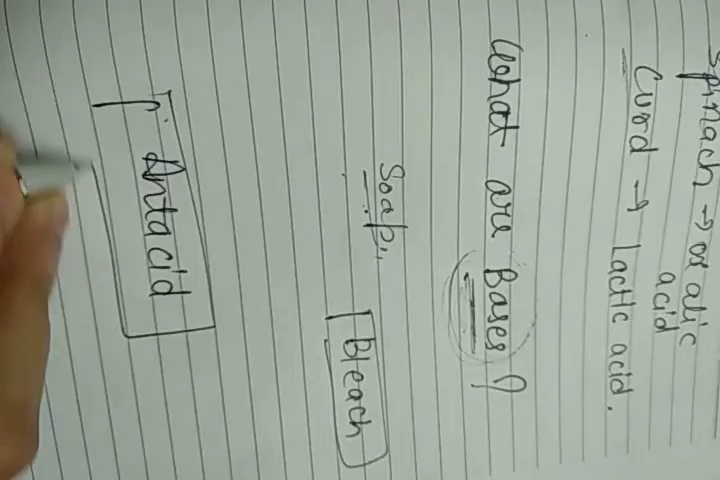 Spinach → oxalic
acid
Curd → Lactic acid.
What are Bases ?
Soap,,
Bleach
Antacid